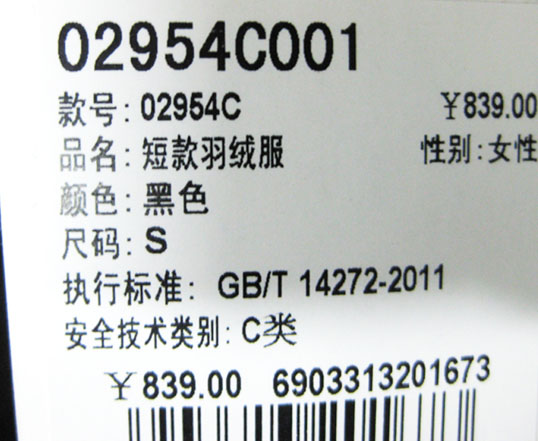 02954C001
款号: 02954C ￥839.00
品名: 短款羽绒服 性别: 女性
颜色: 黑色
尺码: S
执行标准: GB/T 14272-2011
安全技术类别: C类
￥839.00 6903313201673